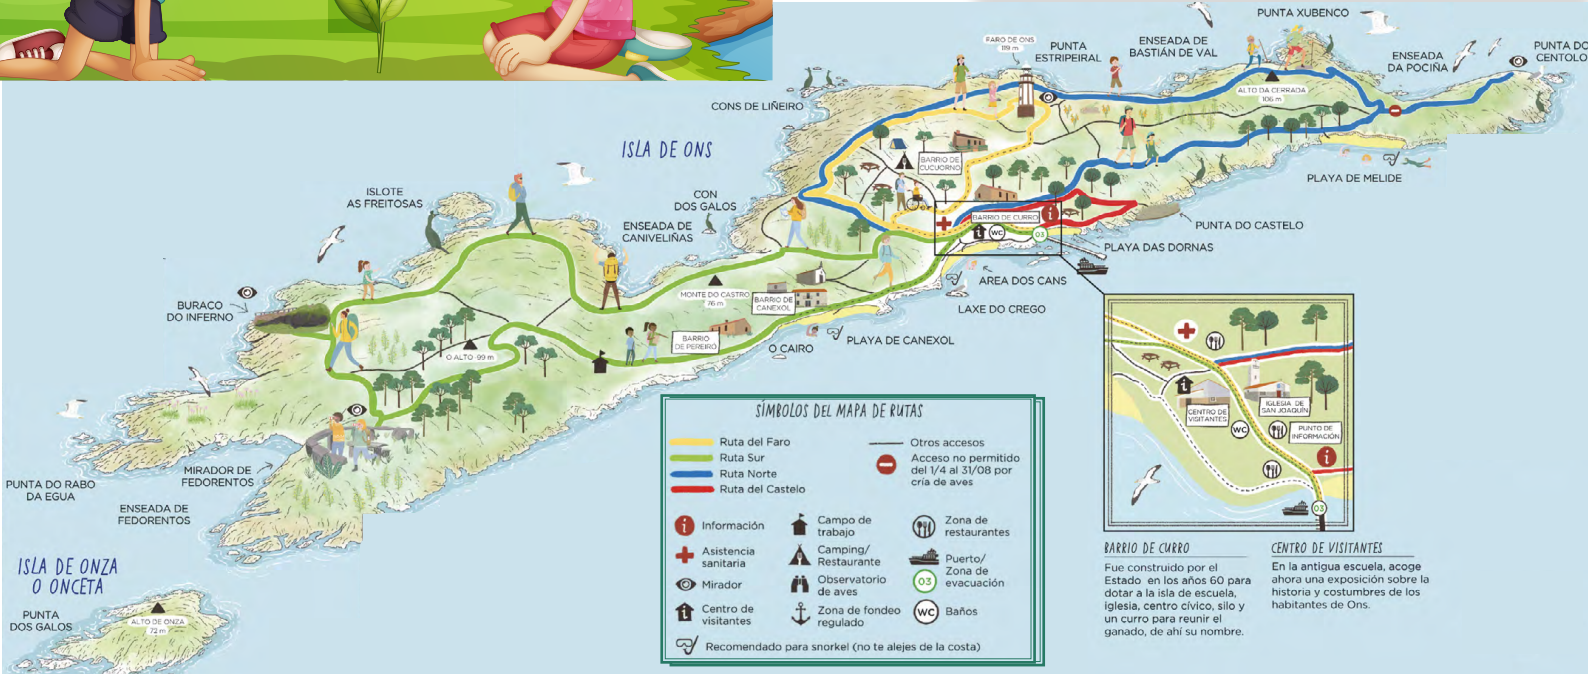 PUNTA XUBENCO
FARO DE ONS
119 m
PUNTA
ESTRIPEIRAL
ENSEADA DE
BASTIÁN DE VAL
ENSEADA
DA POCIÑA
PUNTA DO
CENTOLO
CONS DE LIÑEIRO
ALTO DA CERRADA
106 m
ISLA DE ONS
BARRIO DE
CUCUORNO
PLAYA DE MELIDE
ISLOTE
AS FREITOSAS
CON
DOS GALOS
ENSEADA DE
CANIVELIÑAS
BARRIO DE CURRO
WC
03
PUNTA DO CASTELO
PLAYA DAS DORNAS
AREA DOS CANS
LAXE DO CREGO
MONTE DO CASTRO
76 m
BARRIO DE
CANEXOL
BURACO
DO INFERNO
BARRIO
DE PEREIRÓ
O CAIRO
PLAYA DE CANEXOL
O ALTO 99 m
MIRADOR DE
FEDORENTOS
PUNTA DO RABO
DA EGUA
ENSEADA DE
FEDORENTOS
ISLA DE ONZA
O ONCETA
PUNTA
DOS GALOS
ALTO DE ONZA
72 m
SÍMBOLOS DEL MAPA DE RUTAS
Ruta del Faro
Ruta Sur
Ruta Norte
Ruta del Castelo
Otros accesos
Acceso no permitido
del 1/4 al 31/08 por
cría de aves
Información
Asistencia
sanitaria
Mirador
Centro de
visitantes
Campo de
trabajo
Camping/
Restaurante
Observatorio
de aves
Zona de fondeo
regulado
Zona de
restaurantes
Puerto/
Zona de
evacuación
03
WC
Baños
Recomendado para snorkel (no te alejes de la costa)
CENTRO DE
VISITANTES
IGLESIA DE
SAN JOAQUÍN
WC
PUNTO DE
INFORMACIÓN
03
BARRIO DE CURRO
Fue construido por el
Estado en los años 60 para
dotar a la isla de escuela,
iglesia, centro cívico, silo y
un curro para reunir el
ganado, de ahí su nombre.
CENTRO DE VISITANTES
En la antigua escuela, acoge
ahora una exposición sobre la
historia y costumbres de los
habitantes de Ons.